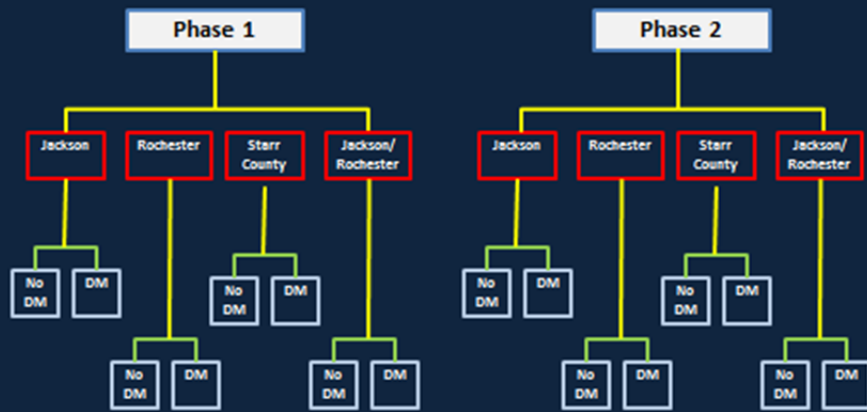 Phase 1
Phase 2
Jackson
Rochester
Starr
County
Jackson/
Rochester
Jackson
Rochester
Starr
County
Jackson/
Rochester
No
DM
DM
No
DM
DM
No
DM
DM
No
DM
DM
No
DM
DM
No
DM
DM
No
DM
DM
No
DM
DM